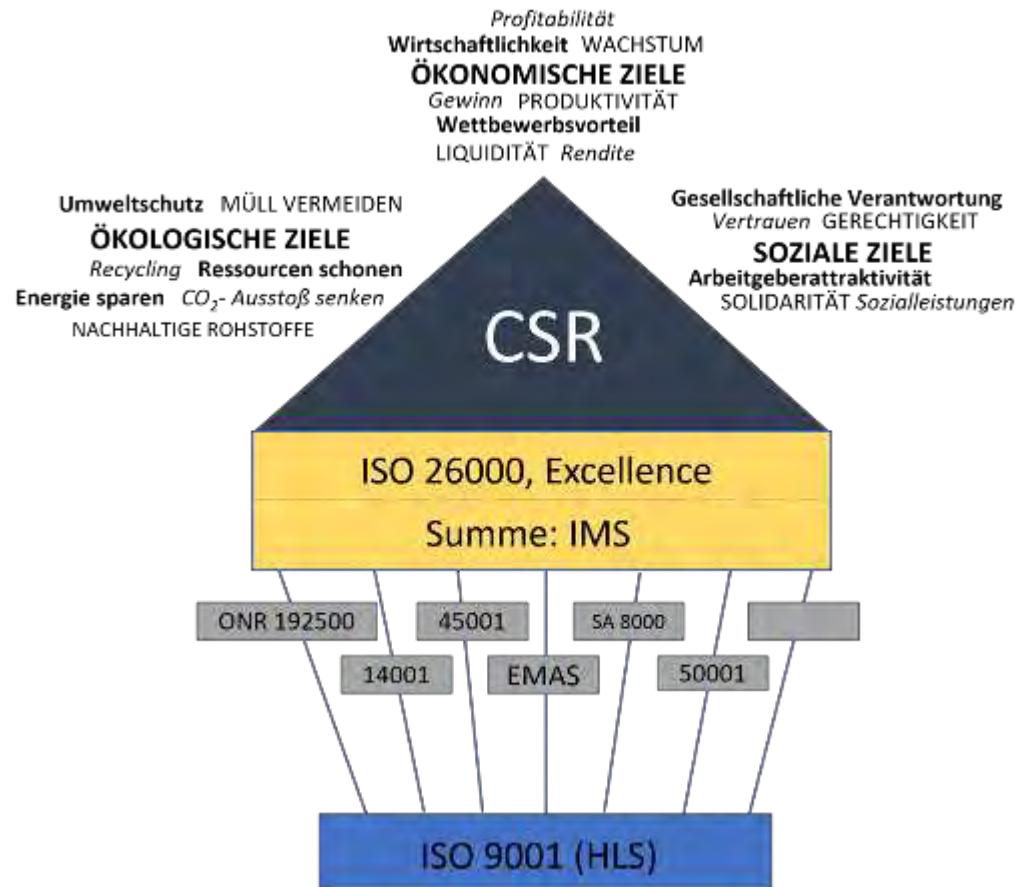 Profitabilität
Wirtschaftlichkeit WACHSTUM
ÖKONOMISCHE ZIELE
Gewinn PRODUKTIVITÄT
Wettbewerbsvorteil
LIQUIDITÄT Rendite
Umweltschutz MÜLL VERMEIDEN
ÖKOLOGISCHE ZIELE
Recycling Ressourcen schonen
Energie sparen CO₂- Ausstoß senken
NACHHALTIGE ROHSTOFFE
Gesellschaftliche Verantwortung
Vertrauen GERECHTIGKEIT
SOZIALE ZIELE
Arbeitgeberattraktivität
SOLIDARITÄT Sozialleistungen
CSR
ISO 26000, Excellence
Summe: IMS
ONR 192500
45001
SA 8000
14001
EMAS
50001
ISO 9001 (HLS)